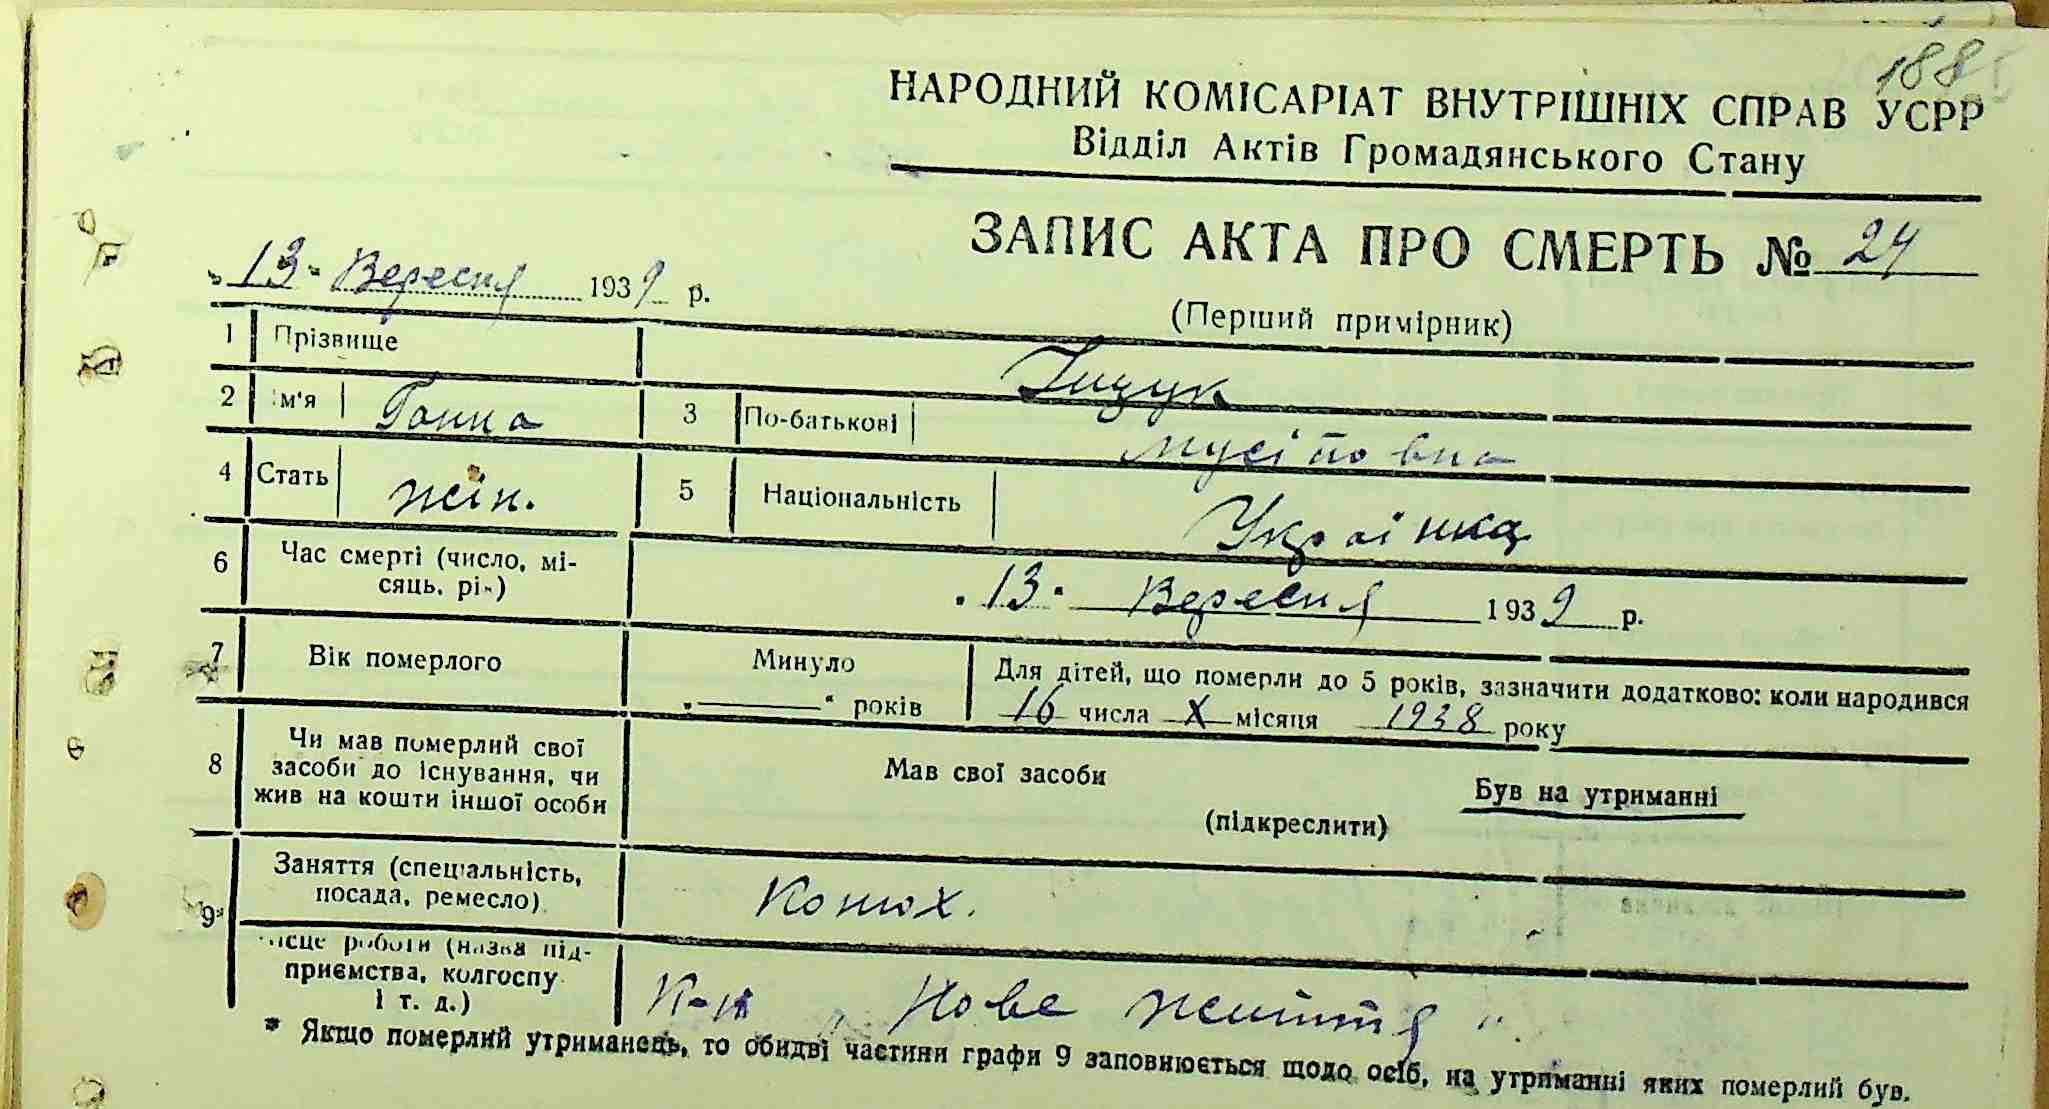 188
НАРОДНИЙ КОМІСАРІАТ ВНУТРІШНІХ СПРАВ УСРР
Відділ Актів Громадянського Стану
ЗАПИС АКТА ПРО СМЕРТЬ № 24
„13" Вересня 1939 р.
(Перший примірник)
1 Прізвище Іщук
2 Ім'я Ганна 3 По-батькові Мусіївна
4 Стать жін. 5 Національність Українка
6 Час смерті (число, мі-
сяць, рік) „13" Вересня 1939 р.
7 Вік померлого Минуло „—" років Для дітей, що померли до 5 років, зазначити додатково: коли народився
16 числа X місяця 1938 року
8 Чи мав померлий свої
засоби до існування, чи
жив на кошти іншої особи
Мав свої засоби Був на утриманні
(підкреслити)
9* Заняття (спеціальність,
посада, ремесло) Конюх.
Місце роботи (назва під-
приємства, колгоспу
і т. д.) К-п „Нове життя"
* Якщо померлий утриманець, то обидві частини графи 9 заповнюється щодо осіб, на утриманні яких померлий був.